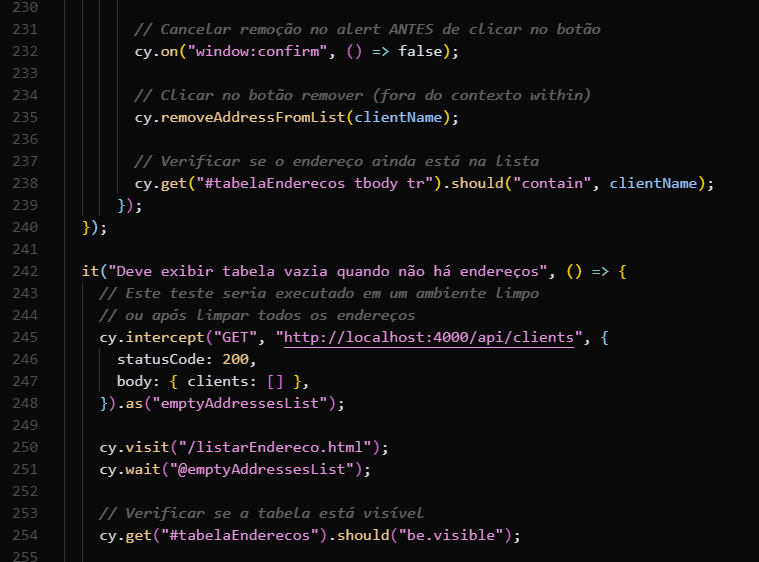 230
231 // Cancelar remoção no alert ANTES de clicar no botão
232 cy.on("window:confirm", () => false);
233
234 // Clicar no botão remover (fora do contexto within)
235 cy.removeAddressFromList(clientName);
236
237 // Verificar se o endereço ainda está na lista
238 cy.get("#tabelaEnderecos tbody tr").should("contain", clientName);
239 });
240 });
241
242 it("Deve exibir tabela vazia quando não há endereços", () => {
243 // Este teste seria executado em um ambiente limpo
244 // ou após limpar todos os endereços
245 cy.intercept("GET", "http://localhost:4000/api/clients", {
246 statusCode: 200,
247 body: { clients: [] },
248 }).as("emptyAddressesList");
249
250 cy.visit("/listarEndereco.html");
251 cy.wait("@emptyAddressesList");
252
253 // Verificar se a tabela está visível
254 cy.get("#tabelaEnderecos").should("be.visible");
255